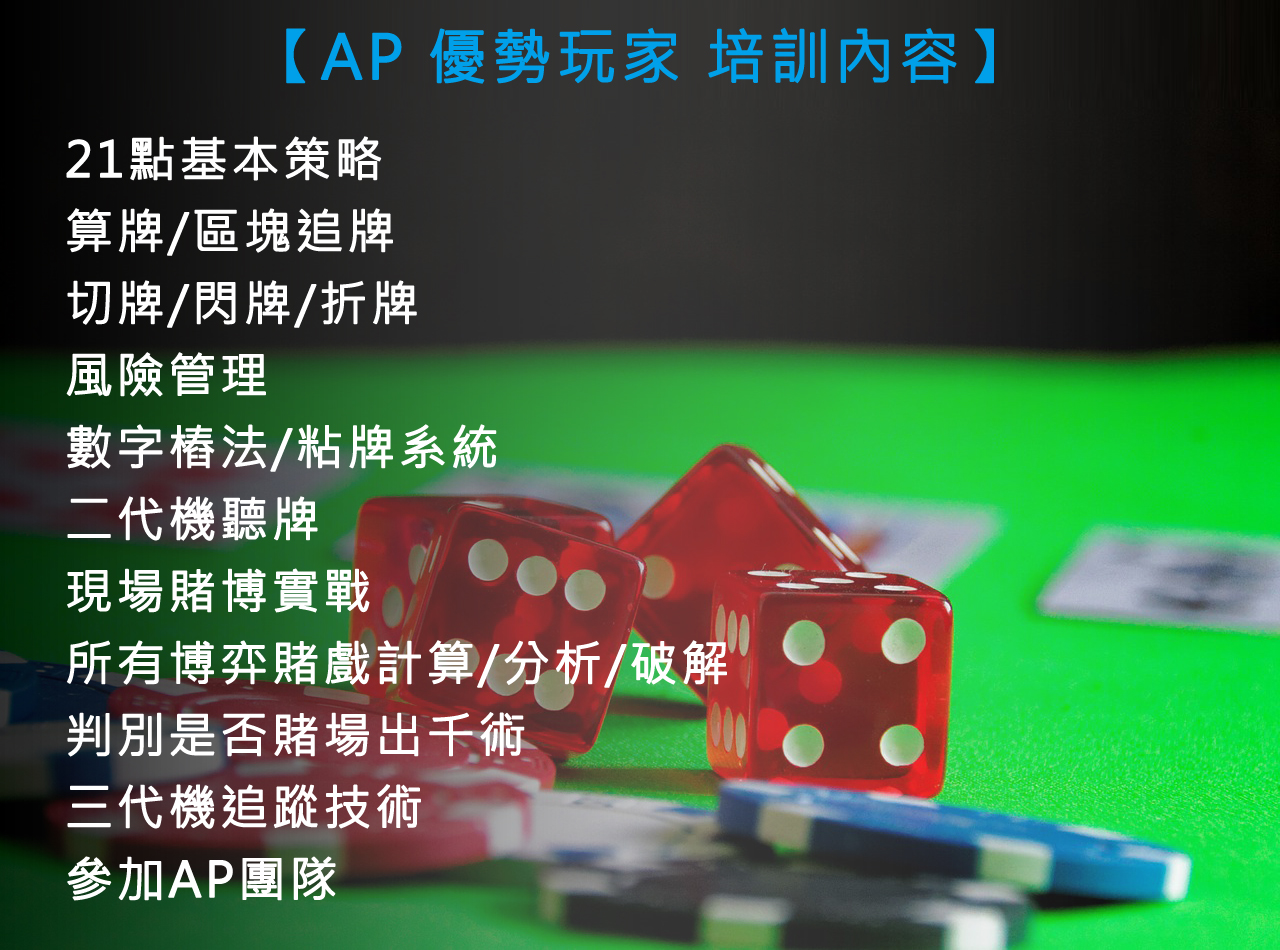 【AP 優勢玩家 培訓內容】
21點基本策略
算牌/區塊追牌
切牌/閃牌/折牌
風險管理
數字樁法/粘牌系統
二代機聽牌
現場賭博實戰
所有博弈賭戲計算/分析/破解
判別是否賭場出千術
三代機追蹤技術
參加AP團隊